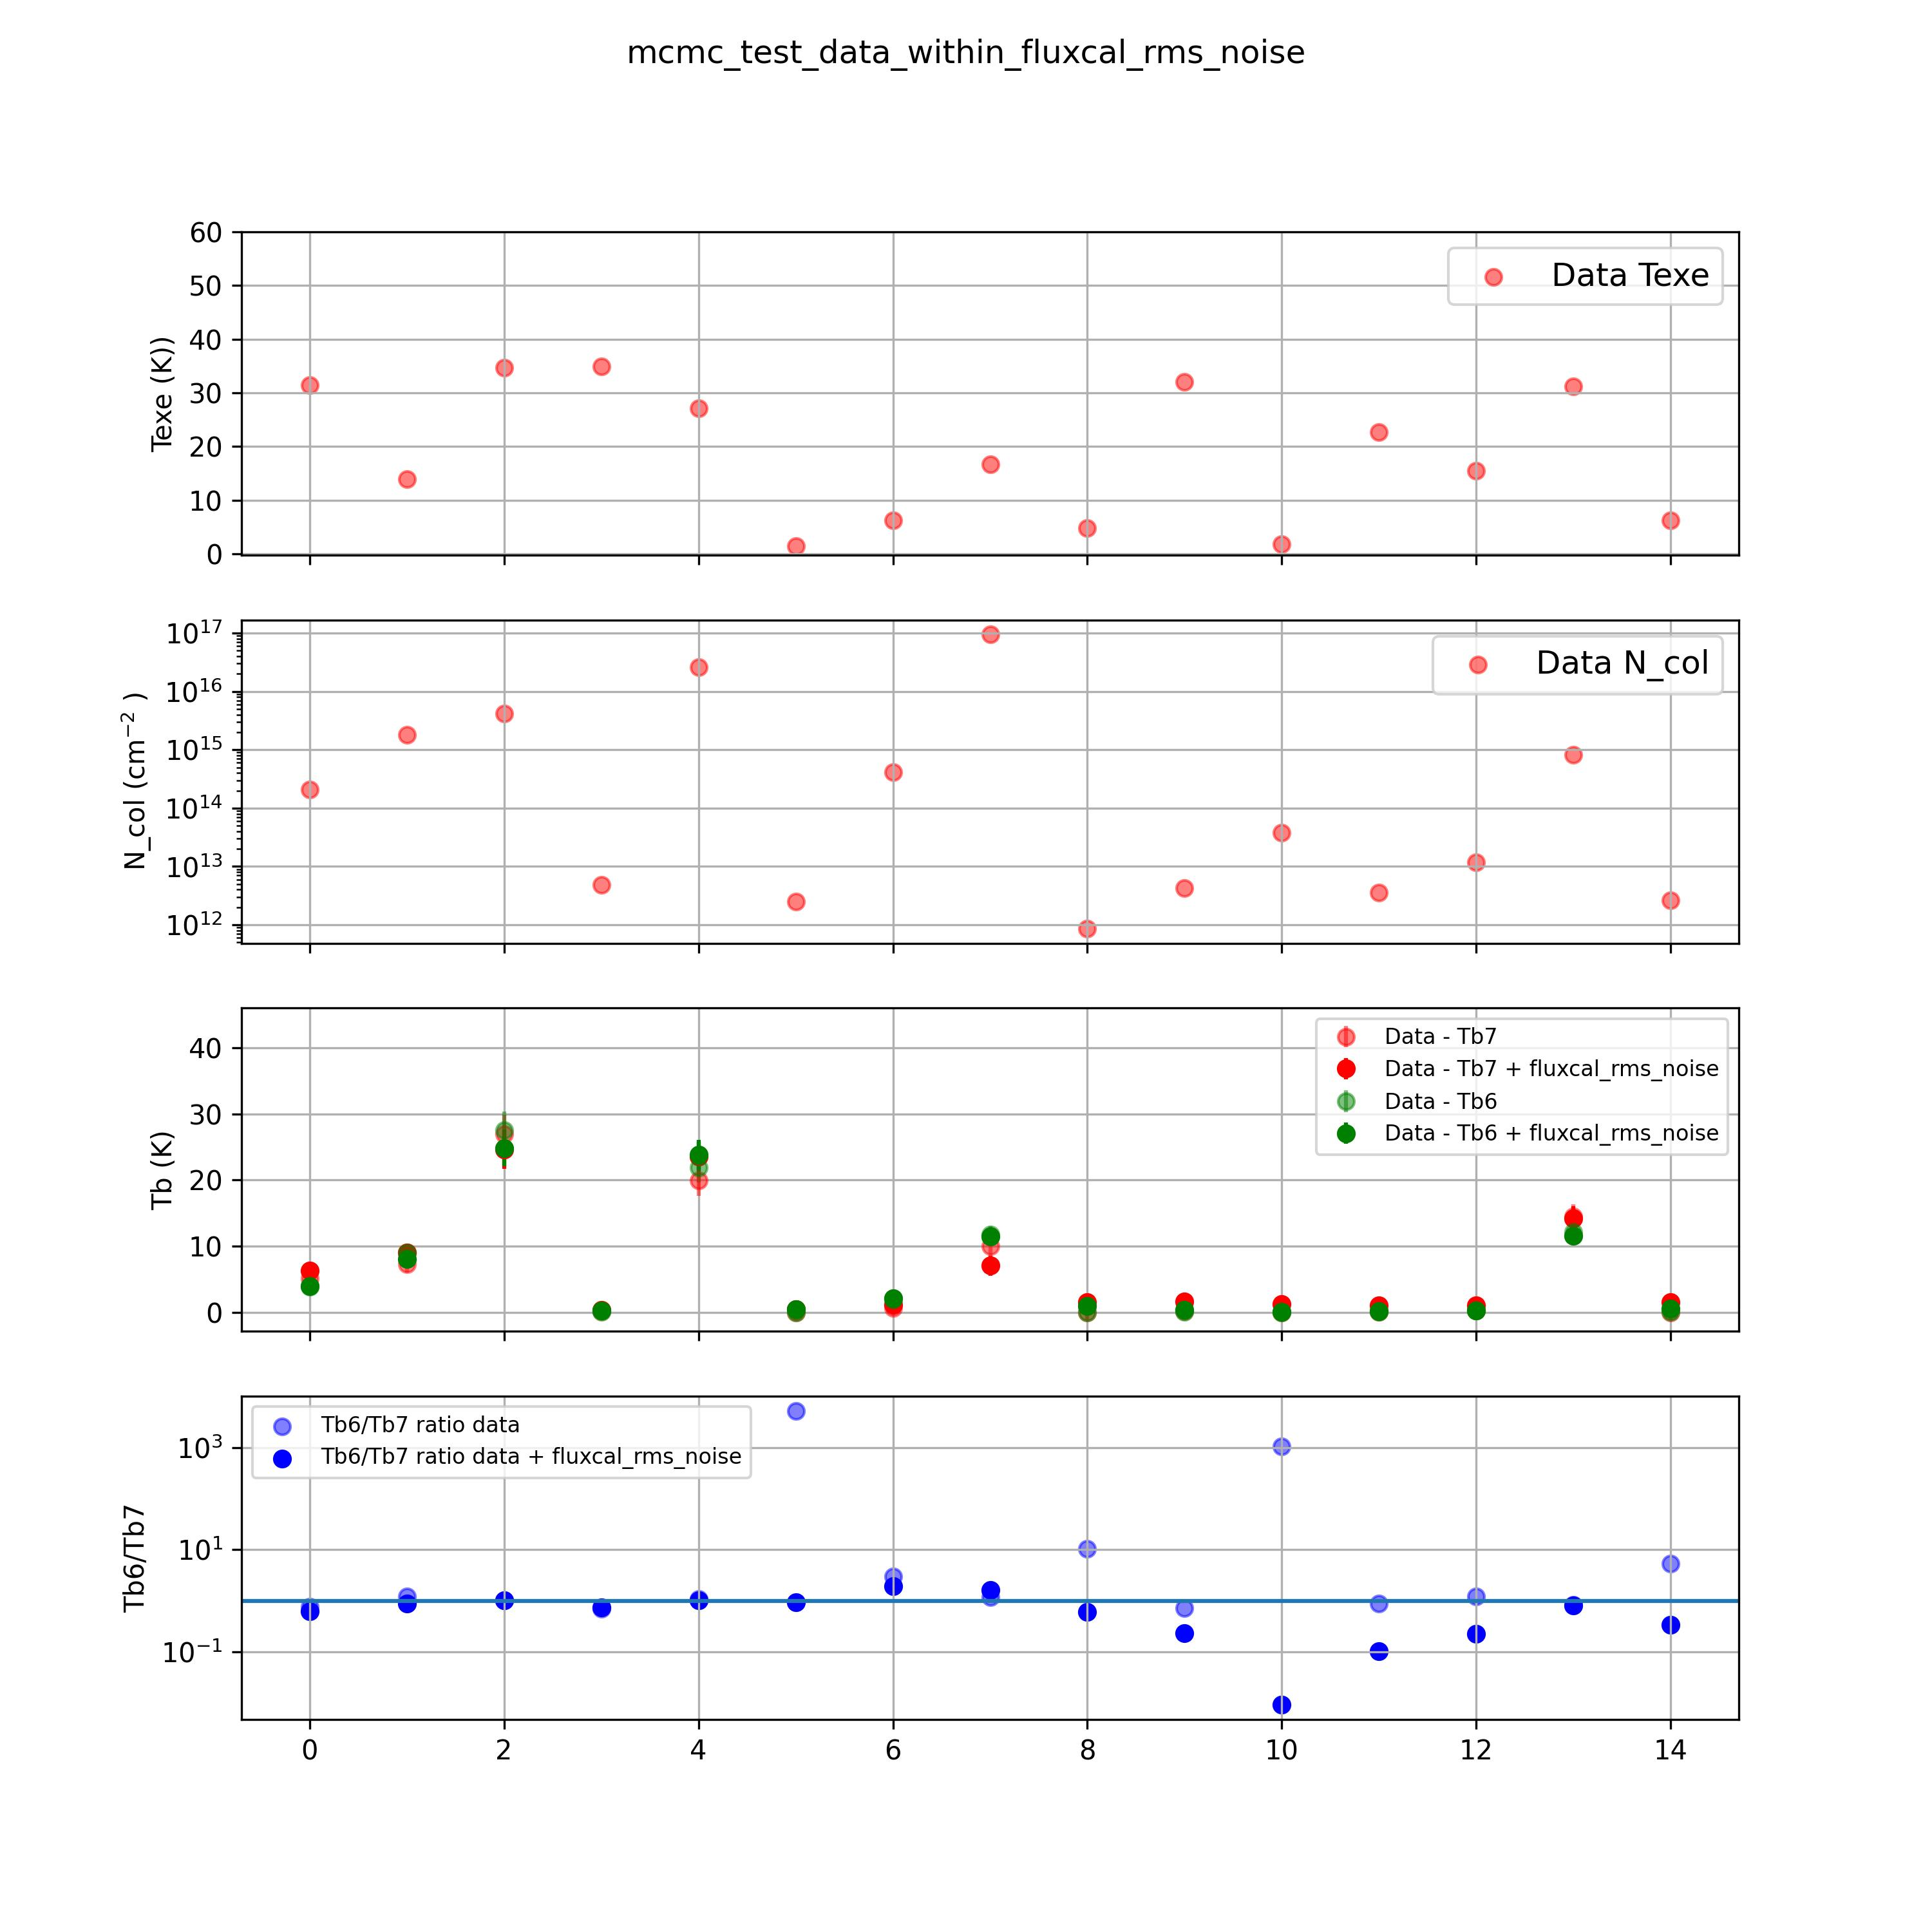 mcmc_test_data_within_fluxcal_rms_noise
60
50
40
30
20
10
0
Texe (K))
Data Texe
10^17
10^16
10^15
10^14
10^13
10^12
N_col (cm^−2 )
Data N_col
40
30
20
10
0
Tb (K)
Data - Tb7
Data - Tb7 + fluxcal_rms_noise
Data - Tb6
Data - Tb6 + fluxcal_rms_noise
10^3
10^1
10^−1
Tb6/Tb7
Tb6/Tb7 ratio data
Tb6/Tb7 ratio data + fluxcal_rms_noise
0 2 4 6 8 10 12 14